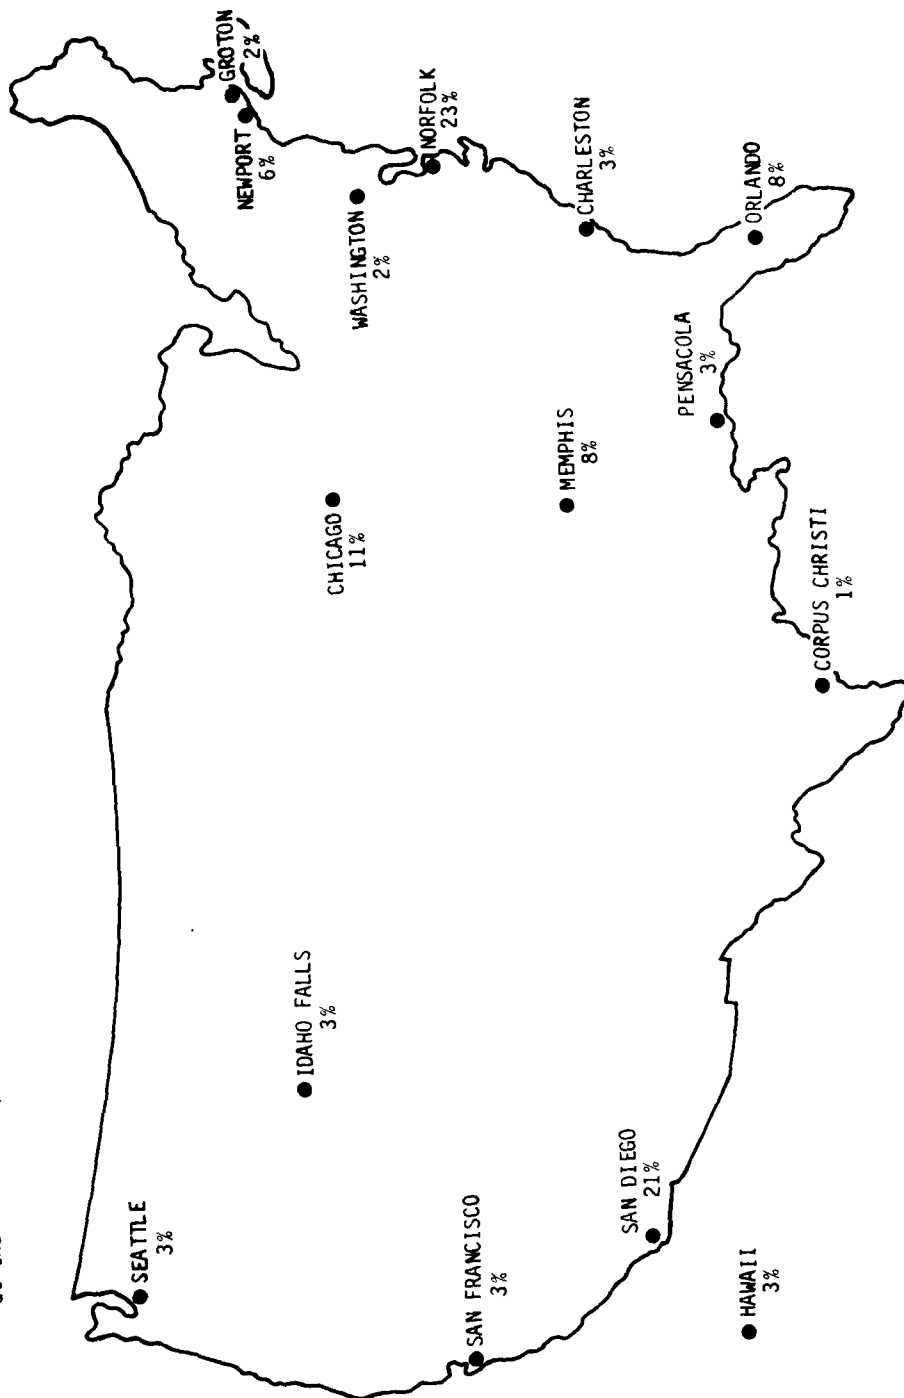 SEATTLE
3%
IDAHO FALLS
3%
SAN FRANCISCO
3%
SAN DIEGO
21%
HAWAII
3%
CHICAGO
11%
MEMPHIS
8%
CORPUS CHRISTI
1%
PENSACOLA
3%
ORLANDO
8%
CHARLESTON
3%
NORFOLK
23%
WASHINGTON
2%
NEWPORT
6%
GROTON
2%